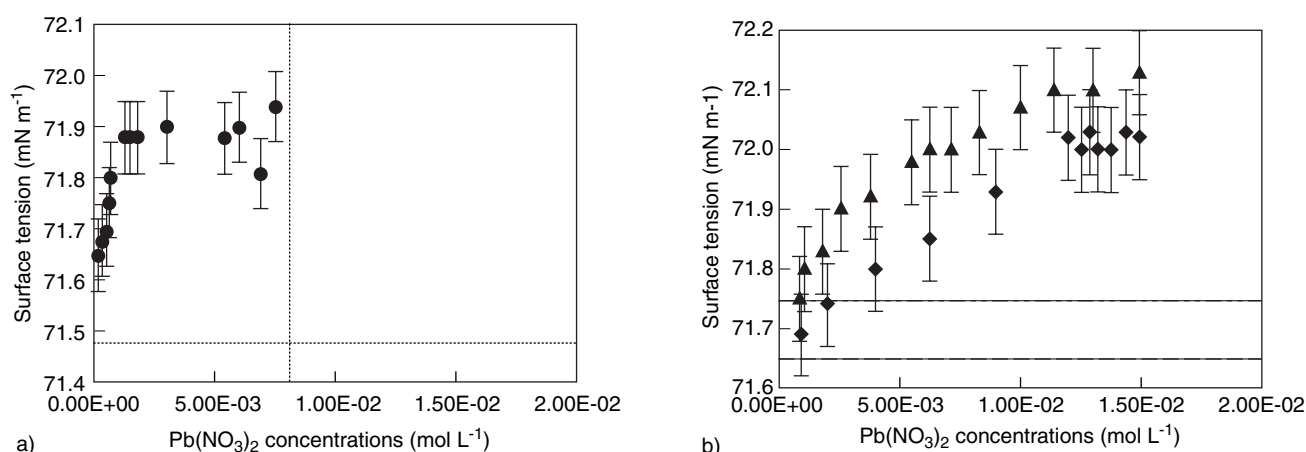 72.1
72.0
71.9
71.8
71.7
71.6
71.5
71.4
Surface tension (mN m-1)
0.00E+00 5.00E-03 1.00E-02 1.50E-02 2.00E-02
a) Pb(NO3)2 concentrations (mol L-1)
72.2
72.1
72.0
71.9
71.8
71.7
71.6
Surface tension (mN m-1)
0.00E+00 5.00E-03 1.00E-02 1.50E-02 2.00E-02
b) Pb(NO3)2 concentrations (mol L-1)